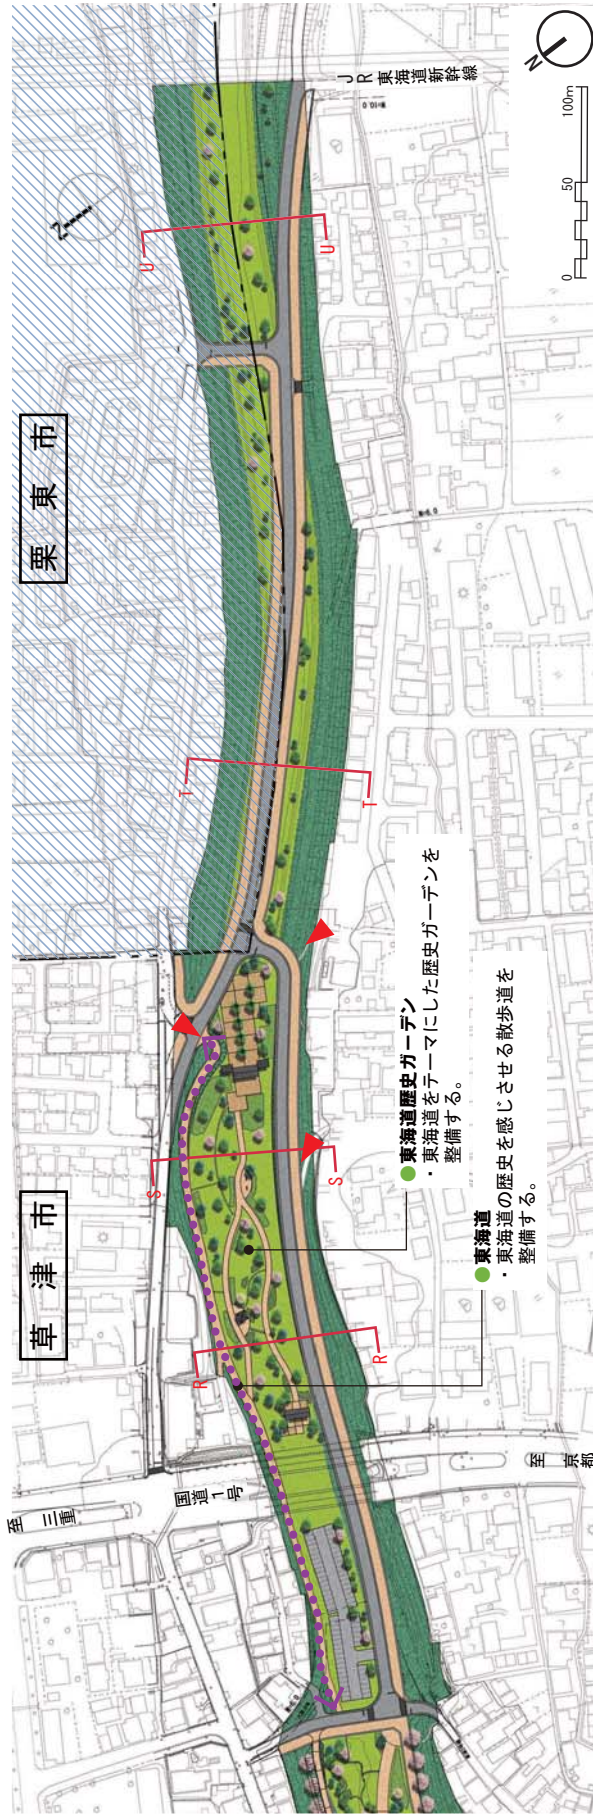 草津市
栗東市
至 三重
国道1号
至 京都
JR東海道新幹線
N
N
0 50 100m
R
R
S
S
T
T
U
U
W=10.0
●東海道歴史ガーデン
・東海道をテーマにした歴史ガーデンを
整備する。
●東海道
・東海道の歴史を感じさせる散歩道を
整備する。